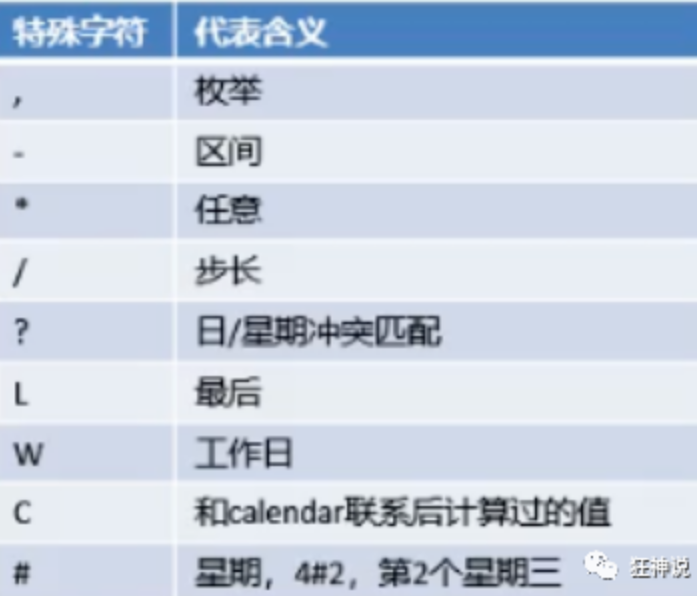 特殊字符 代表含义
, 枚举
- 区间
* 任意
/ 步长
? 日/星期冲突匹配
L 最后
W 工作日
C 和calendar联系后计算过的值
# 星期，4#2，第2个星期三
狂神说